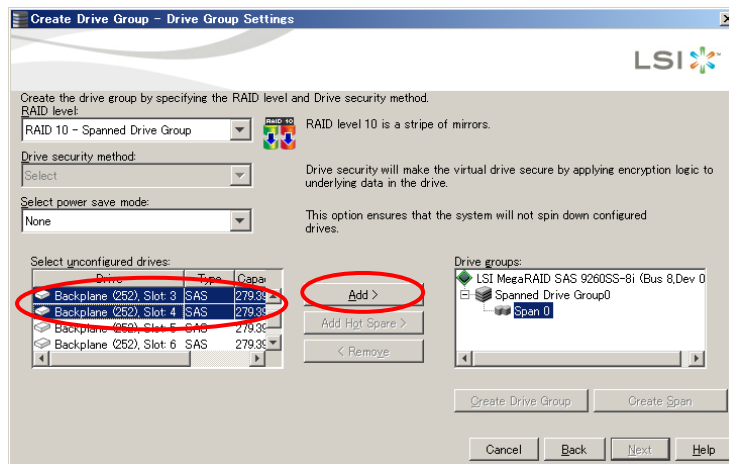 Create Drive Group - Drive Group Settings
LSI
Create the drive group by specifying the RAID level and Drive security method.
RAID level:
RAID 10 - Spanned Drive Group
RAID 10
RAID level 10 is a stripe of mirrors.
Drive security method:
Select
Drive security will make the virtual drive secure by applying encryption logic to
underlying data in the drive.
Select power save mode:
None
This option ensures that the system will not spin down configured
drives.
Select unconfigured drives:
Drive Type Capa
Backplane (252), Slot: 3 SAS 279.39
Backplane (252), Slot: 4 SAS 279.39
Backplane (252), Slot: 5 SAS 279.39
Backplane (252), Slot: 6 SAS 279.39
Add >
Add Hot Spare >
< Remove
Drive groups:
LSI MegaRAID SAS 9260SS-8i (Bus 8,Dev 0
Spanned Drive Group0
Span 0
Create Drive Group
Create Span
Cancel
Back
Next
Help